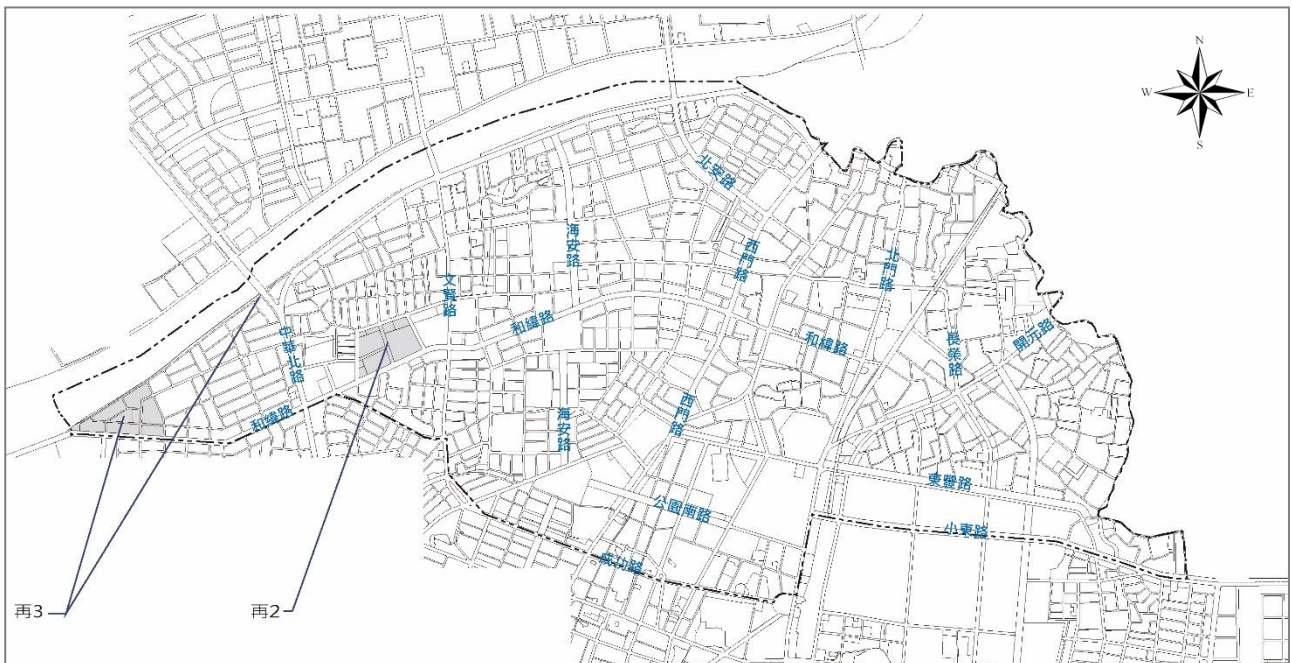 N
W
E
S
北安路
海安路
西門路
北門路
文賢路
和緯路
中華北路
和緯路
長榮路
開元路
和緯路
海安路
西門路
東豐路
公園南路
小東路
成功路
再3
再2